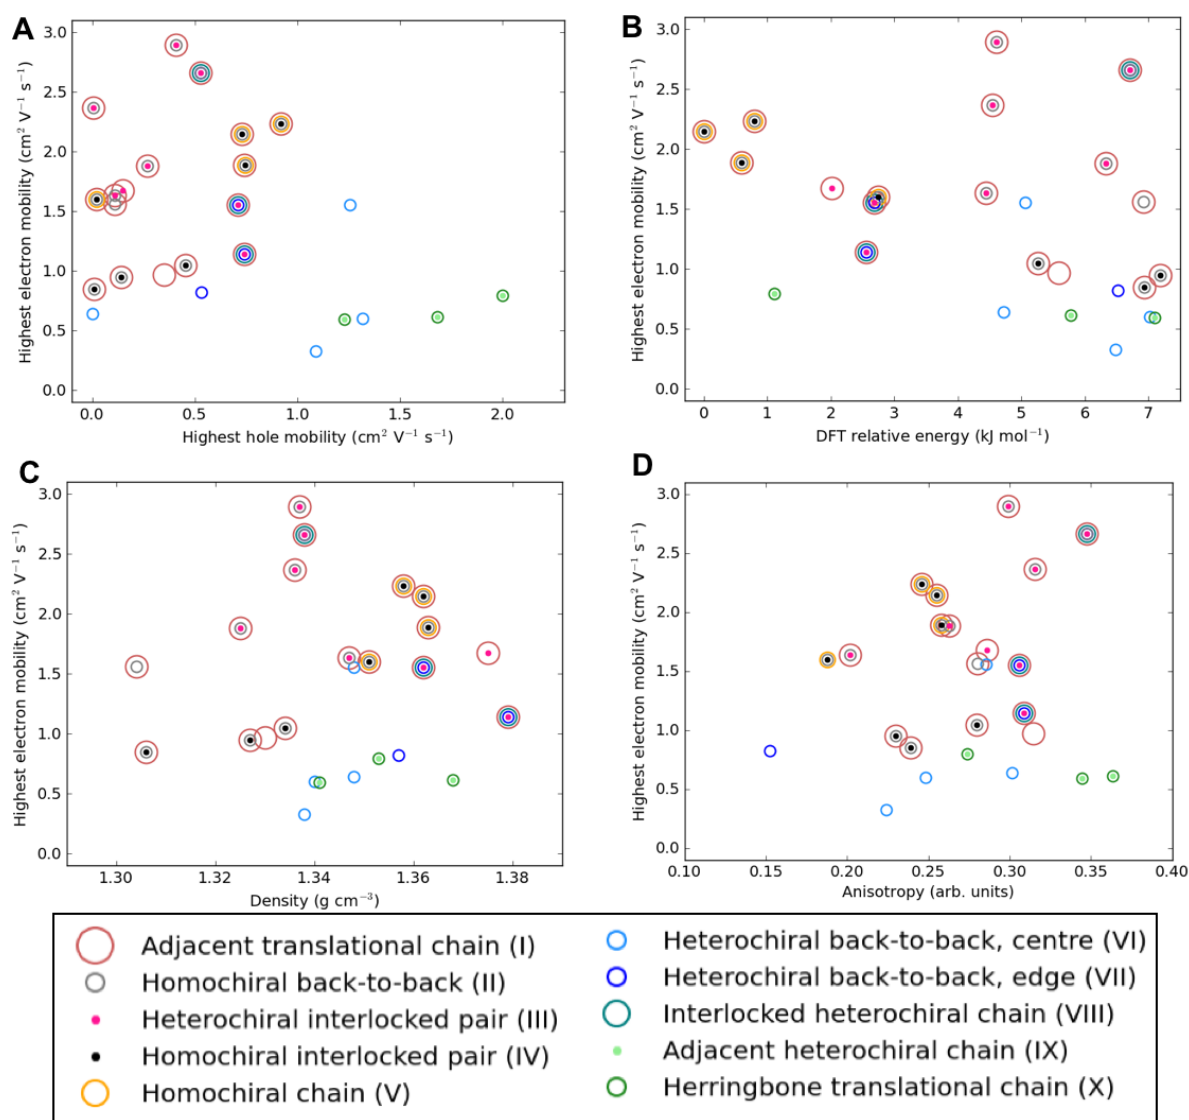 A
3.0
2.5
2.0
1.5
1.0
0.5
0.0
Highest electron mobility (cm² V⁻¹ s⁻¹)
0.0 0.5 1.0 1.5 2.0
Highest hole mobility (cm² V⁻¹ s⁻¹)
B
3.0
2.5
2.0
1.5
1.0
0.5
0.0
Highest electron mobility (cm² V⁻¹ s⁻¹)
0 1 2 3 4 5 6 7
DFT relative energy (kJ mol⁻¹)
C
3.0
2.5
2.0
1.5
1.0
0.5
0.0
Highest electron mobility (cm² V⁻¹ s⁻¹)
1.30 1.32 1.34 1.36 1.38
Density (g cm⁻³)
D
3.0
2.5
2.0
1.5
1.0
0.5
0.0
Highest electron mobility (cm² V⁻¹ s⁻¹)
0.10 0.15 0.20 0.25 0.30 0.35 0.40
Anisotropy (arb. units)
Adjacent translational chain (I)
Homochiral back-to-back (II)
Heterochiral interlocked pair (III)
Homochiral interlocked pair (IV)
Homochiral chain (V)
Heterochiral back-to-back, centre (VI)
Heterochiral back-to-back, edge (VII)
Interlocked heterochiral chain (VIII)
Adjacent heterochiral chain (IX)
Herringbone translational chain (X)